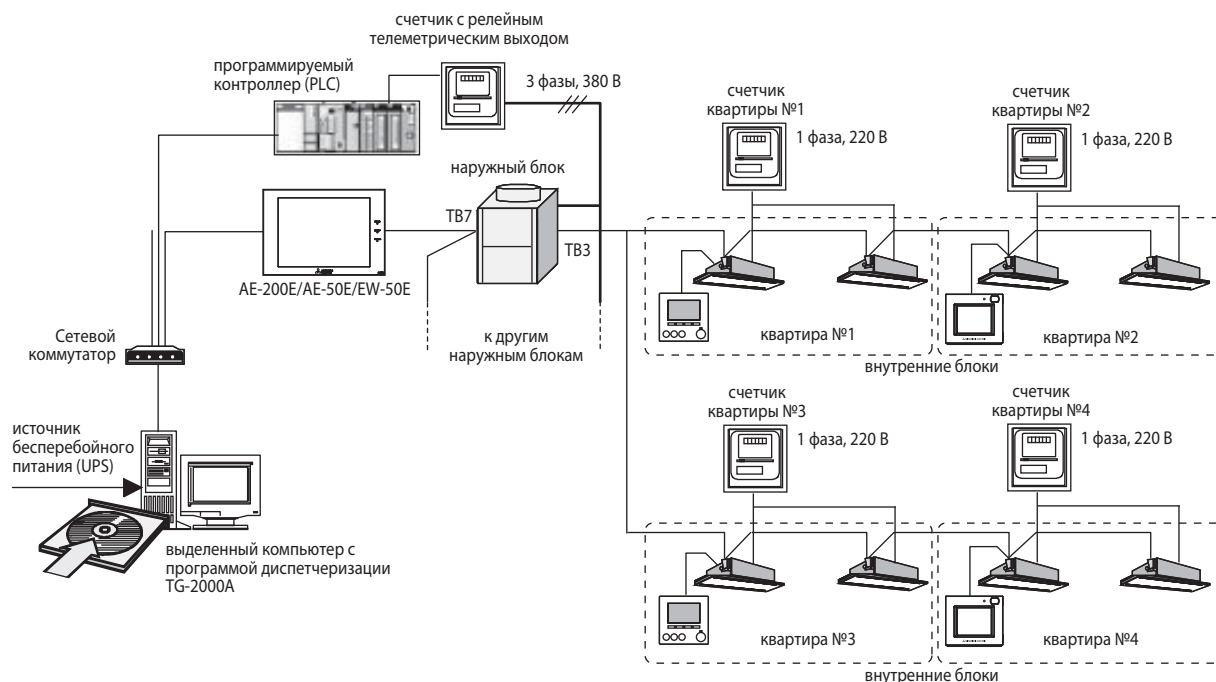 счетчик с релейным
телеметрическим выходом
программируемый
контроллер (PLC)
3 фазы, 380 В
счетчик
квартиры №1
1 фаза, 220 В
счетчик
квартиры №2
1 фаза, 220 В
наружный блок
TB7
TB3
AE-200E/AE-50E/EW-50E
к другим
наружным блокам
квартира №1
квартира №2
внутренние блоки
Сетевой
коммутатор
источник
бесперебойного
питания (UPS)
выделенный компьютер с
программой диспетчеризации
TG-2000A
счетчик
квартиры №3
1 фаза, 220 В
счетчик
квартиры №4
1 фаза, 220 В
квартира №3
квартира №4
внутренние блоки